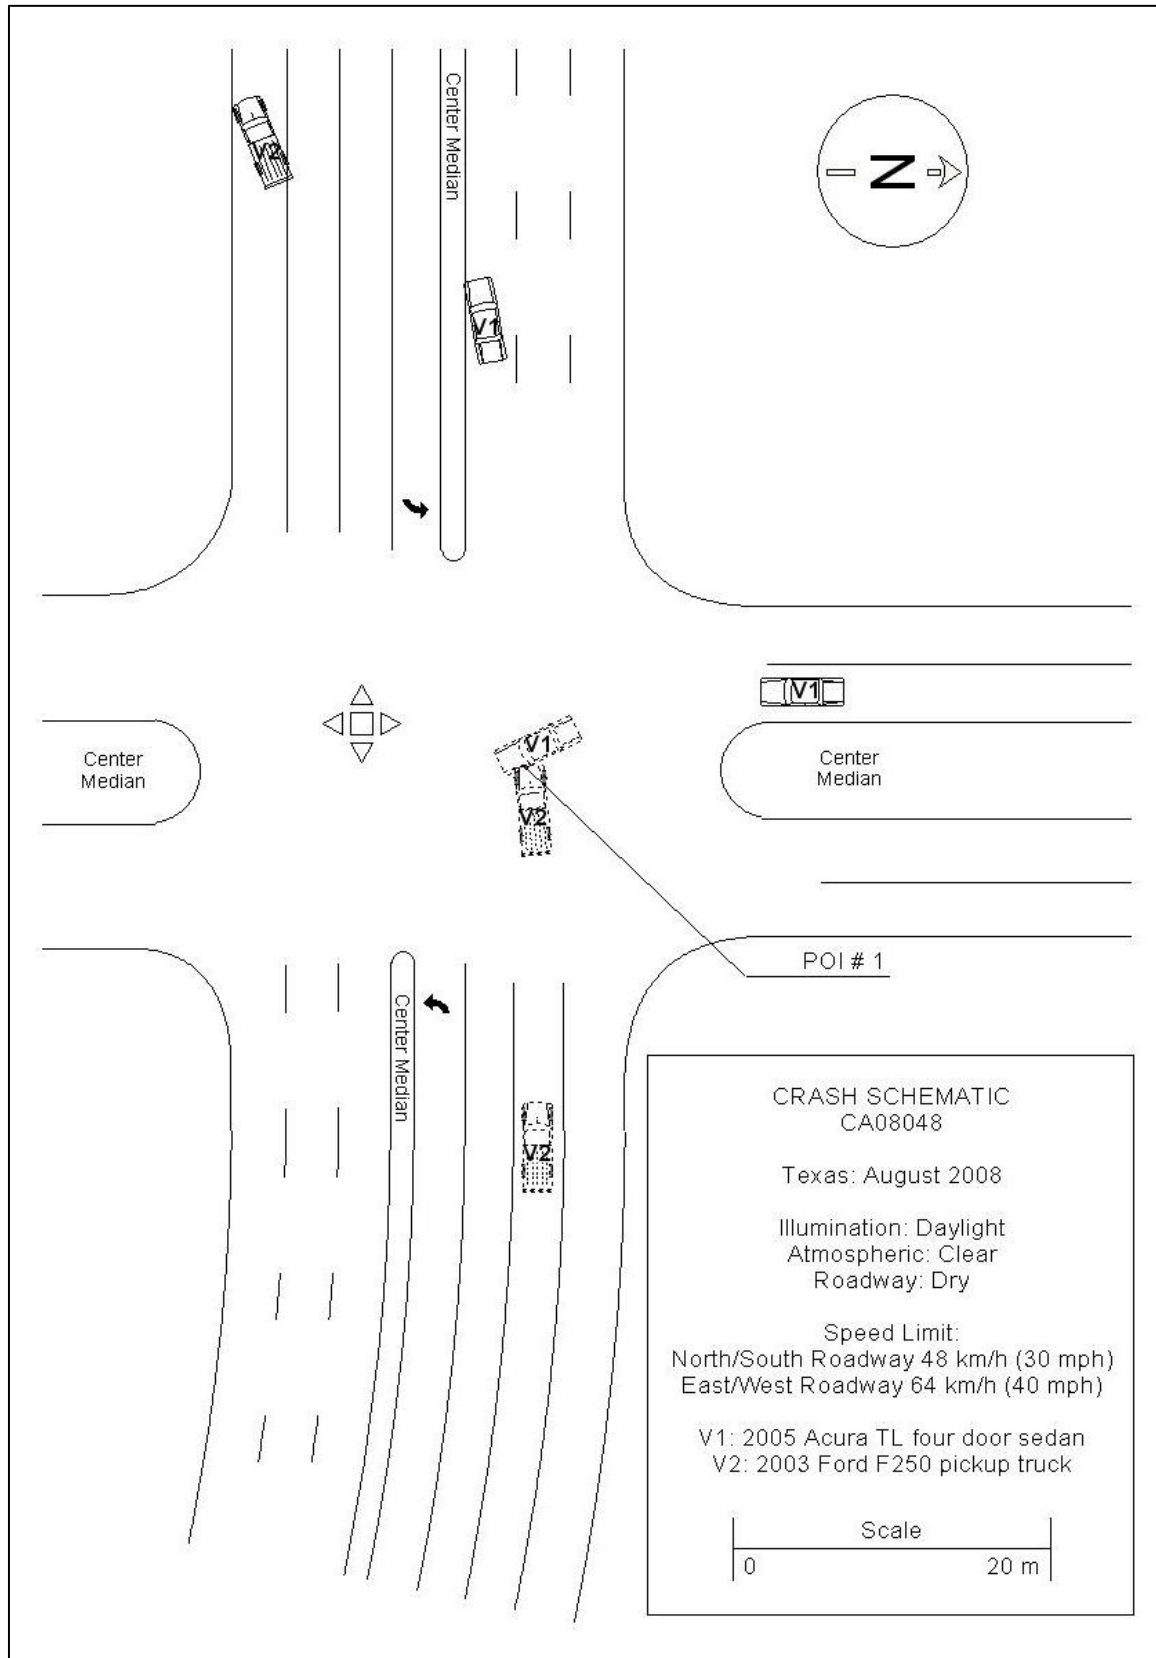 Center Median
V2
N
V1
V1
Center
Median
Center
Median
V1
V2
POI # 1
Center Median
V2
CRASH SCHEMATIC
CA08048
Texas: August 2008
Illumination: Daylight
Atmospheric: Clear
Roadway: Dry
Speed Limit:
North/South Roadway 48 km/h (30 mph)
East/West Roadway 64 km/h (40 mph)
V1: 2005 Acura TL four door sedan
V2: 2003 Ford F250 pickup truck
Scale
0 20 m